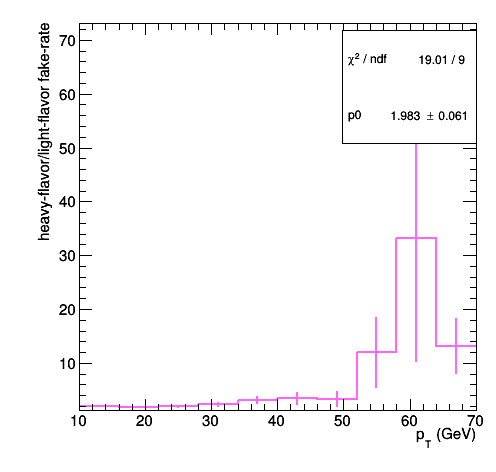 heavy-flavor/light-flavor fake-rate
χ² / ndf 19.01 / 9
p0 1.983 ± 0.061
70
60
50
40
30
20
10
10 20 30 40 50 60 70
p_T (GeV)